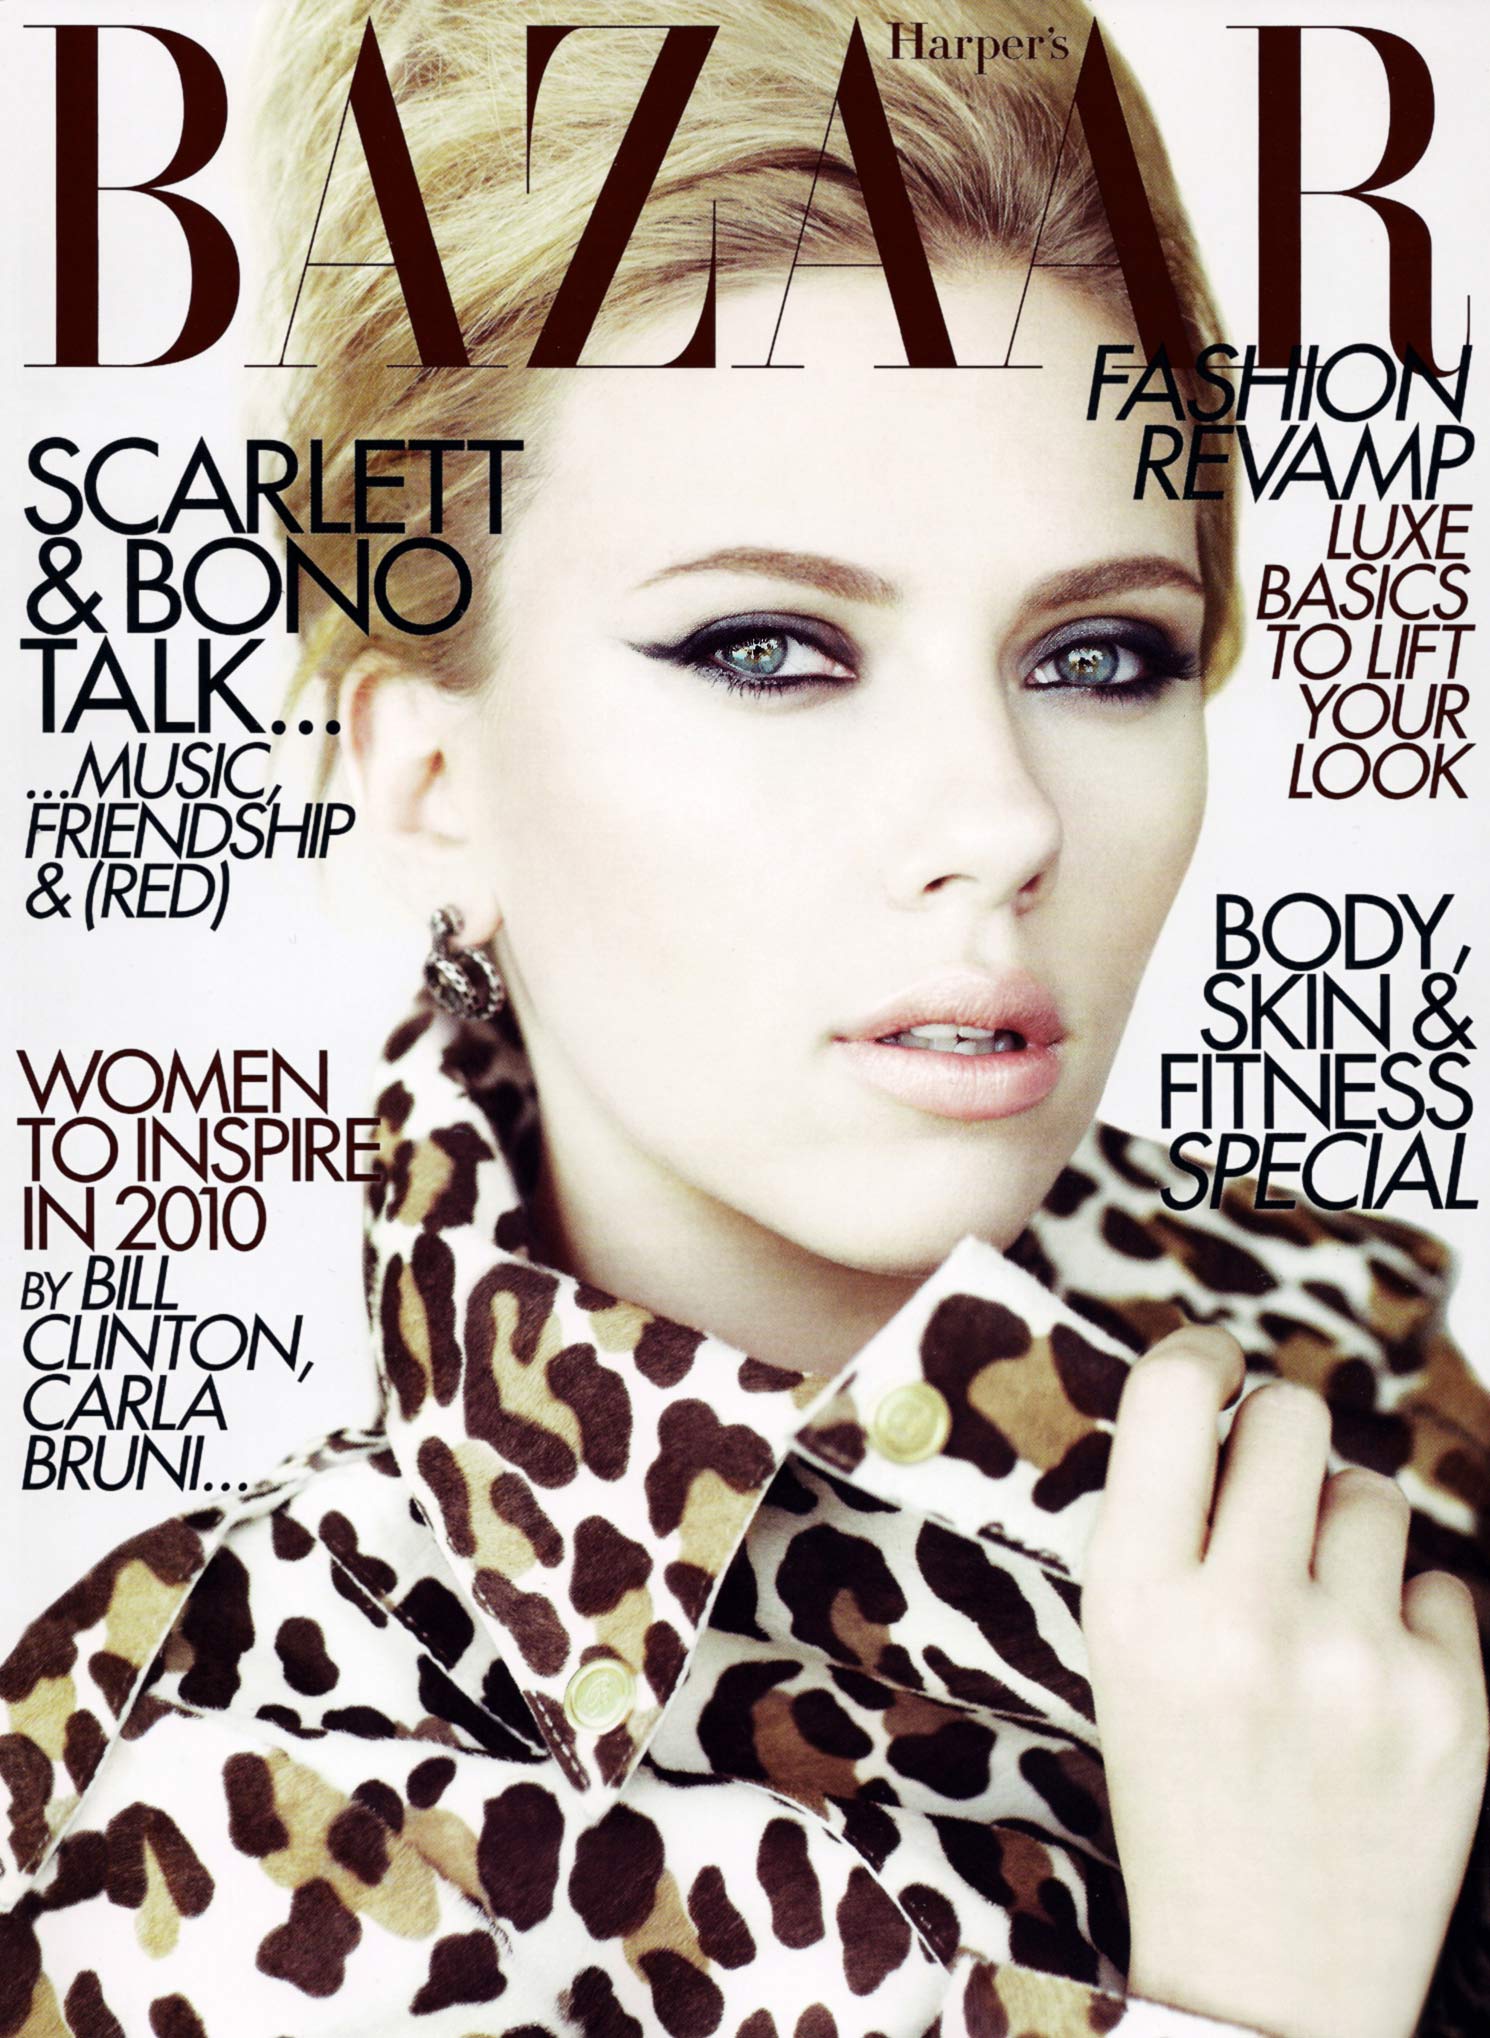 Harper's
BAZAAR
SCARLETT
& BONO
TALK...
...MUSIC,
FRIENDSHIP
& (RED)
WOMEN
TO INSPIRE
IN 2010
BY BILL
CLINTON,
CARLA
BRUNI...
FASHION
REVAMP
LUXE
BASICS
TO LIFT
YOUR
LOOK
BODY,
SKIN &
FITNESS
SPECIAL